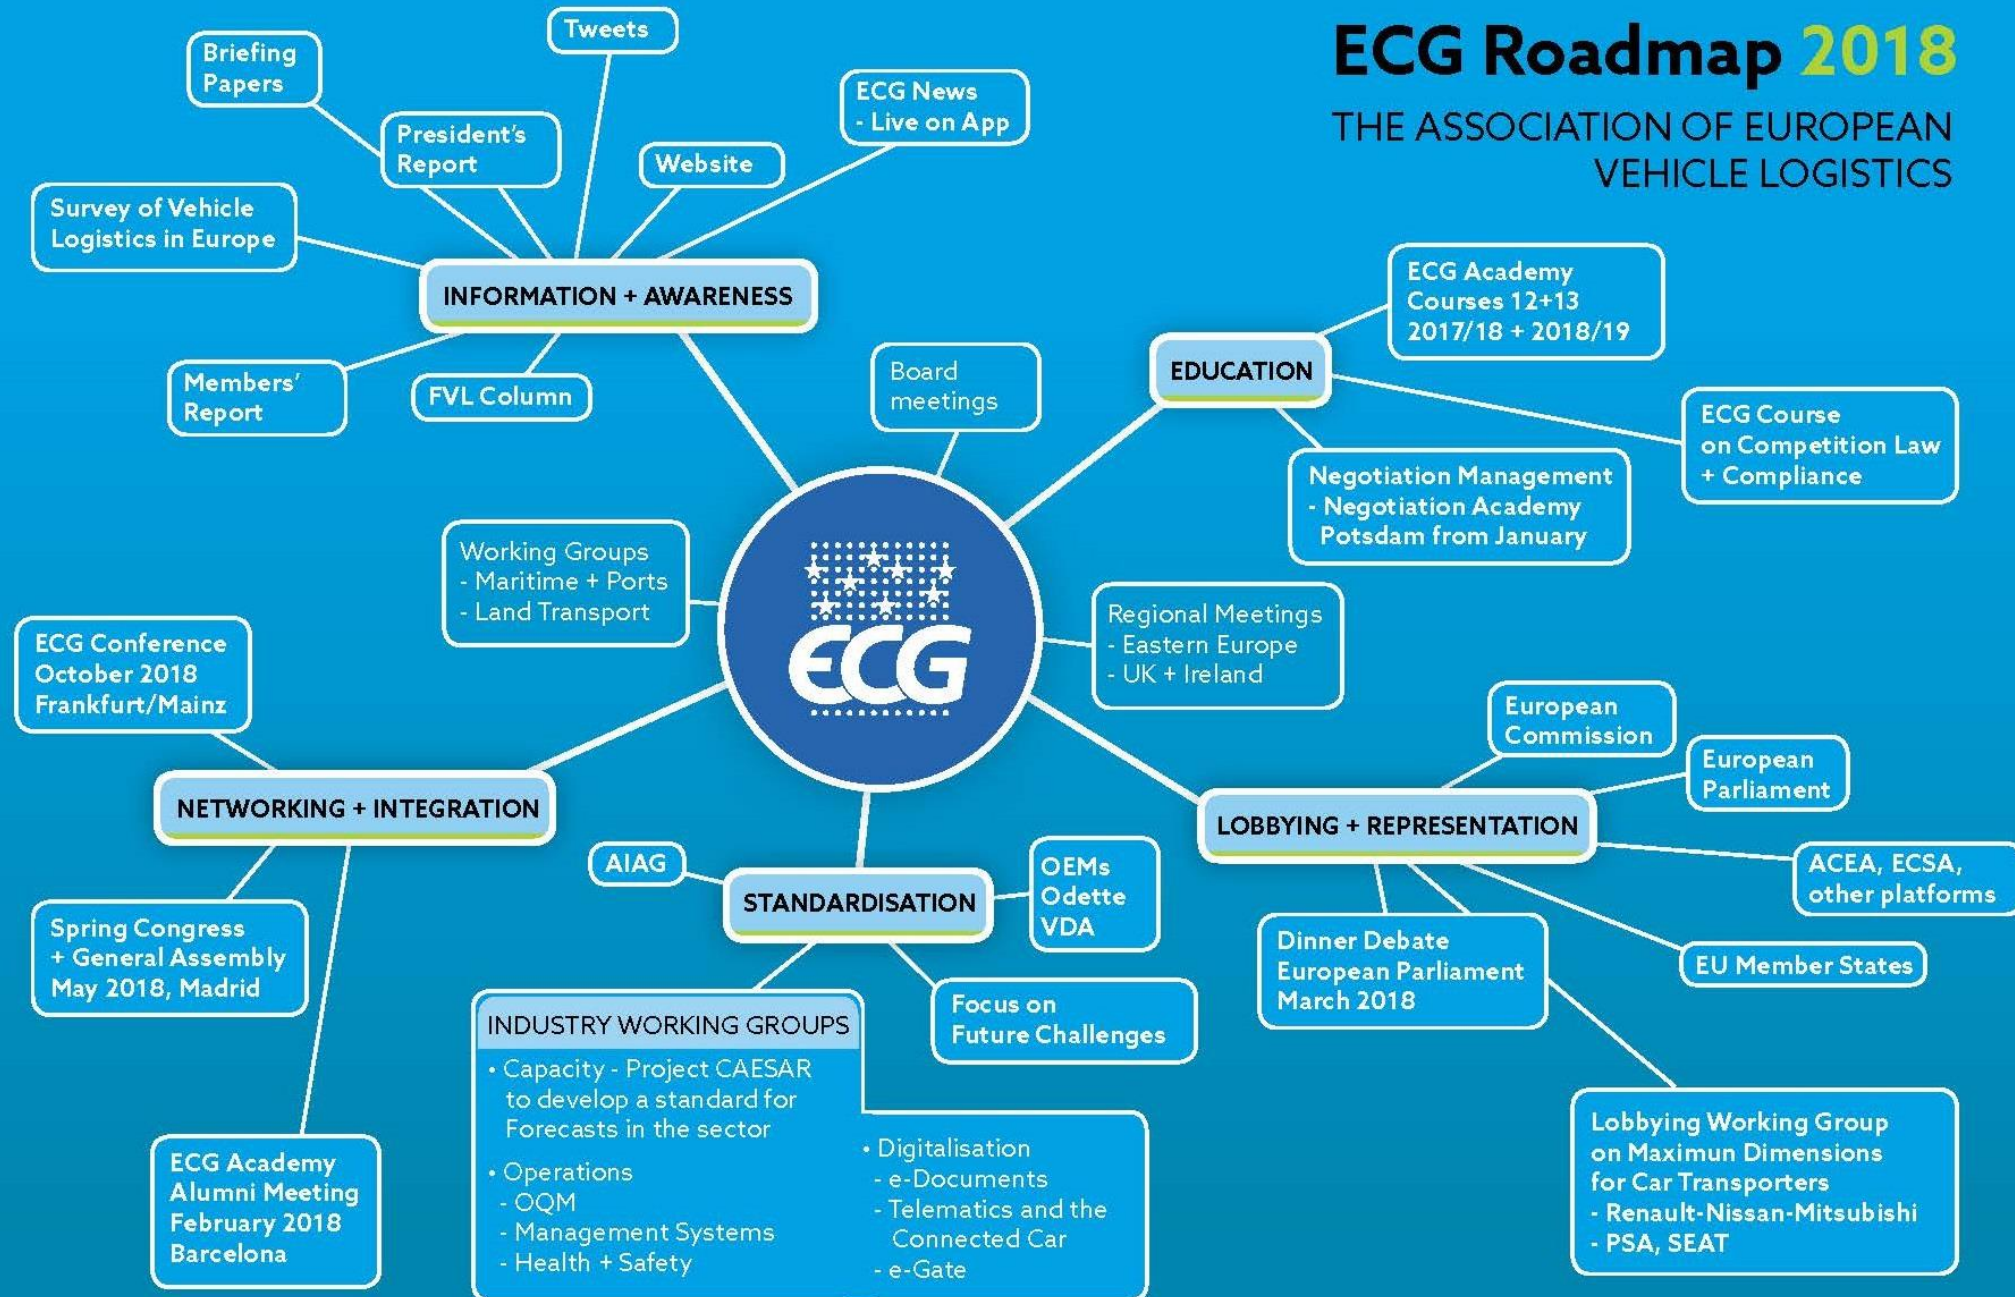 ECG Roadmap 2018
THE ASSOCIATION OF EUROPEAN
VEHICLE LOGISTICS
Tweets
Briefing
Papers
President's
Report
ECG News
- Live on App
Website
Survey of Vehicle
Logistics in Europe
INFORMATION + AWARENESS
Members'
Report
FVL Column
Board
meetings
EDUCATION
ECG Academy
Courses 12+13
2017/18 + 2018/19
ECG Course
on Competition Law
+ Compliance
Negotiation Management
- Negotiation Academy
Potsdam from January
Working Groups
- Maritime + Ports
- Land Transport
ECG
Regional Meetings
- Eastern Europe
- UK + Ireland
ECG Conference
October 2018
Frankfurt/Mainz
NETWORKING + INTEGRATION
Spring Congress
+ General Assembly
May 2018, Madrid
ECG Academy
Alumni Meeting
February 2018
Barcelona
AIAG
STANDARDISATION
OEMs
Odette
VDA
Focus on
Future Challenges
INDUSTRY WORKING GROUPS
• Capacity - Project CAESAR
to develop a standard for
Forecasts in the sector
• Operations
- OQM
- Management Systems
- Health + Safety
• Digitalisation
- e-Documents
- Telematics and the
Connected Car
- e-Gate
European
Commission
European
Parliament
LOBBYING + REPRESENTATION
ACEA, ECSA,
other platforms
EU Member States
Dinner Debate
European Parliament
March 2018
Lobbying Working Group
on Maximun Dimensions
for Car Transporters
- Renault-Nissan-Mitsubishi
- PSA, SEAT